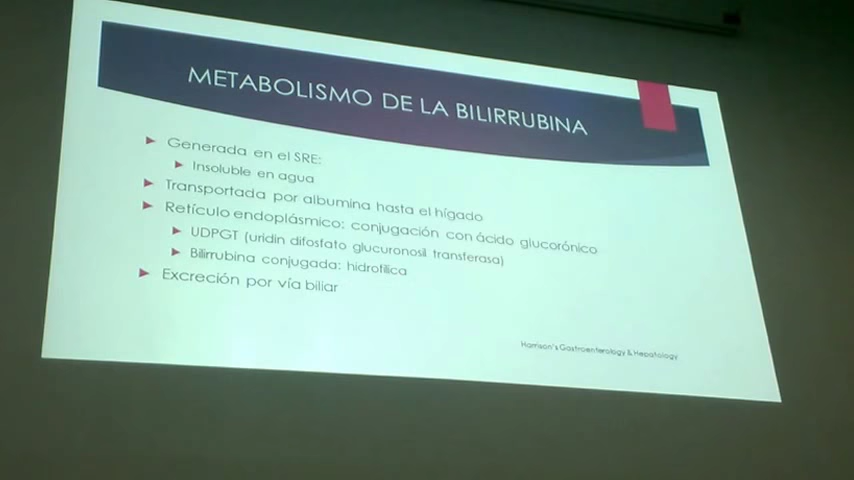 METABOLISMO DE LA BILIRRUBINA
Generada en el SRE:
Insoluble en agua
Transportada por albumina hasta el hígado
Retículo endoplásmico: conjugación con ácido glucorónico
UDPGT (uridin difosfato glucuronosil transferasa)
Bilirrubina conjugada: hidrofílica
Excreción por vía biliar
Harrison's Gastroenterology & Hepatology